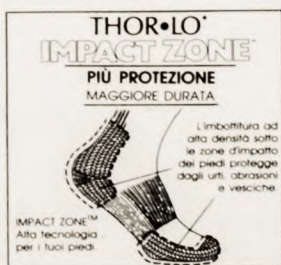 THOR•LO®
IMPACT ZONE™
PIÙ PROTEZIONE
MAGGIORE DURATA
L'imbottitura ad
alta densità sotto
le zone d'impatto
dei piedi protegge
dagli urti, abrasioni
e vesciche.
IMPACT ZONE™
Alta tecnologia
per i tuoi piedi.